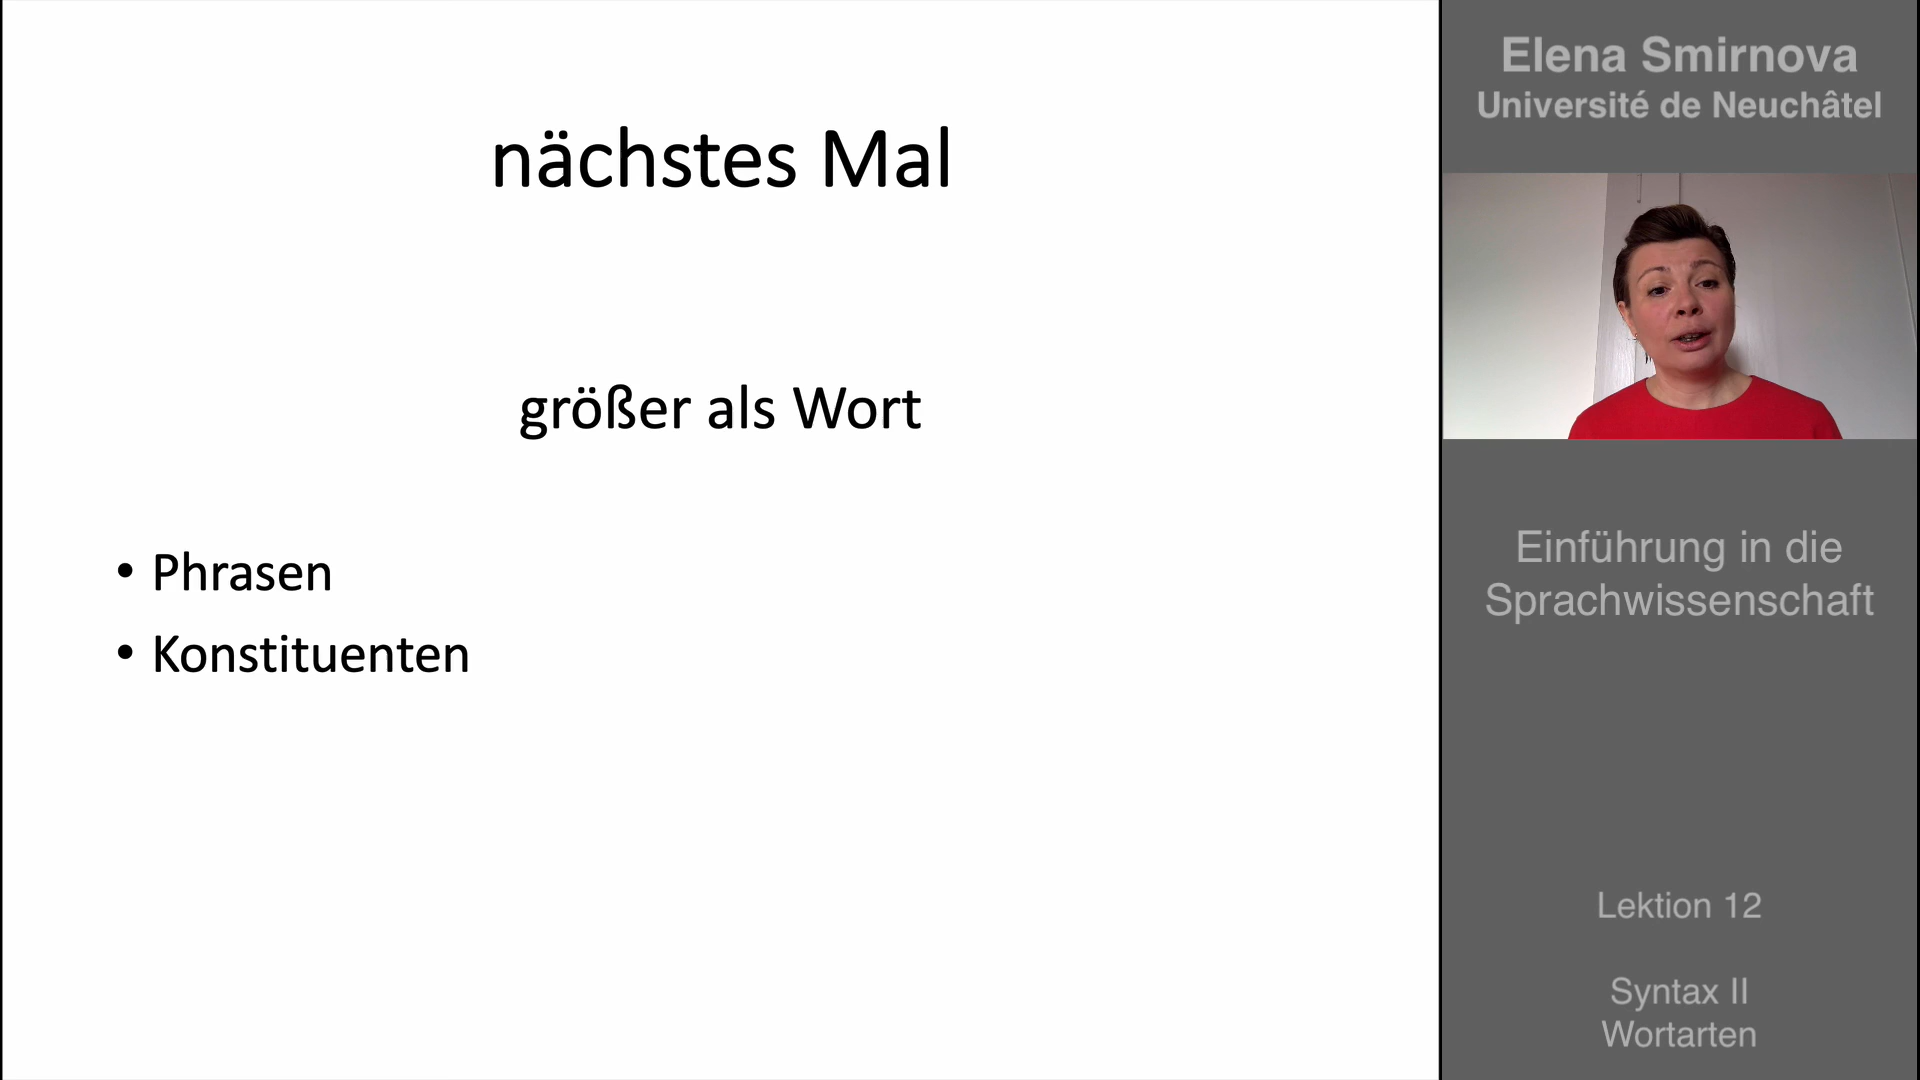 nächstes Mal
größer als Wort
• Phrasen
• Konstituenten
Elena Smirnova
Université de Neuchâtel
Einführung in die
Sprachwissenschaft
Lektion 12
Syntax II
Wortarten